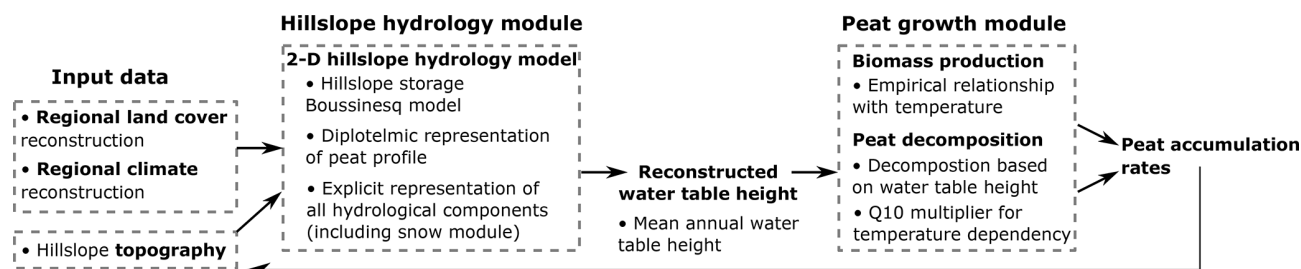 Input data
• Regional land cover
reconstruction
• Regional climate
reconstruction
• Hillslope topography
Hillslope hydrology module
2-D hillslope hydrology model
• Hillslope storage
Boussinesq model
• Diplotelmic representation
of peat profile
• Explicit representation of
all hydrological components
(including snow module)
Reconstructed
water table height
• Mean annual water
table height
Peat growth module
Biomass production
• Empirical relationship
with temperature
Peat decomposition
• Decompostion based
on water table height
• Q10 multiplier for
temperature dependency
Peat accumulation
rates